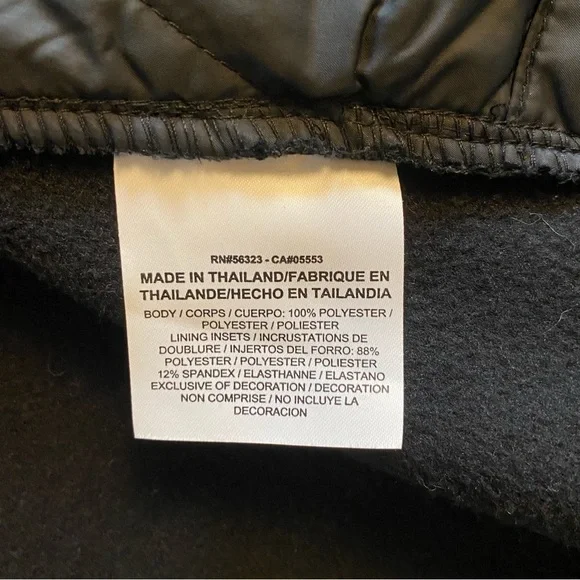 RN#56323 - CA#05553
MADE IN THAILAND/FABRIQUE EN
THAILANDE/HECHO EN TAILANDIA
BODY / CORPS / CUERPO: 100% POLYESTER /
POLYESTER / POLIESTER
LINING INSETS / INCRUSTATIONS DE
DOUBLURE / INJERTOS DEL FORRO: 88%
POLYESTER / POLYESTER / POLIESTER
12% SPANDEX / ELASTHANNE / ELASTANO
EXCLUSIVE OF DECORATION / DECORATION
NON COMPRISE / NO INCLUYE LA
DECORACION